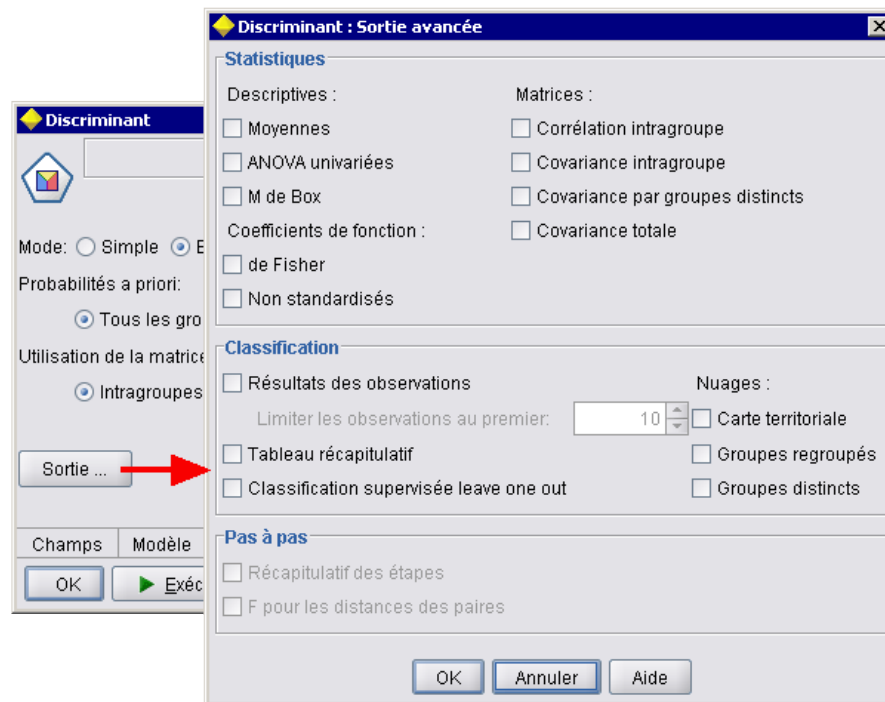 Discriminant : Sortie avancée
Statistiques
Descriptives :
Moyennes
ANOVA univariées
M de Box
Coefficients de fonction :
de Fisher
Non standardisés
Matrices :
Corrélation intragroupe
Covariance intragroupe
Covariance par groupes distincts
Covariance totale
Classification
Résultats des observations
Limiter les observations au premier: 10
Tableau récapitulatif
Classification supervisée leave one out
Nuages :
Carte territoriale
Groupes regroupés
Groupes distincts
Pas à pas
Récapitulatif des étapes
F pour les distances des paires
OK Annuler Aide
Discriminant
Mode: Simple E
Probabilités a priori:
Tous les gro
Utilisation de la matrice
Intragroupes
Sortie ...
Champs Modèle
OK Exéc